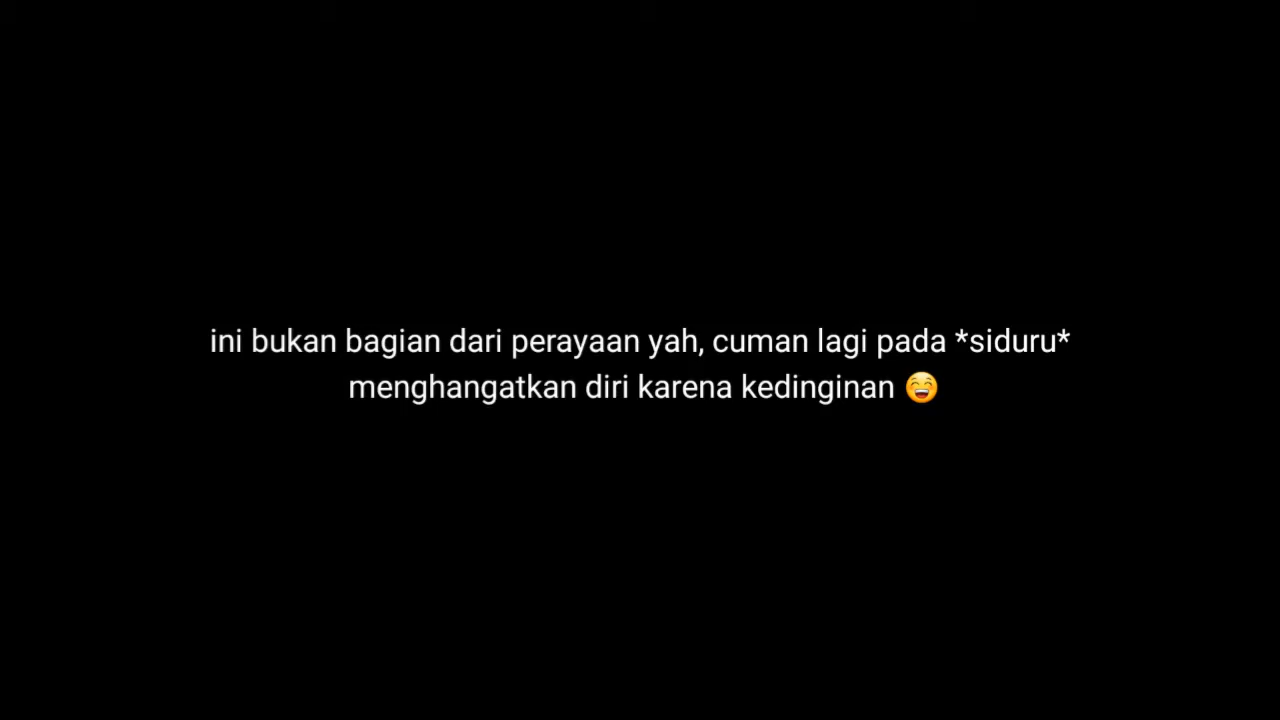 ini bukan bagian dari perayaan yah, cuman lagi pada *siduru*
menghangatkan diri karena kedinginan 😁